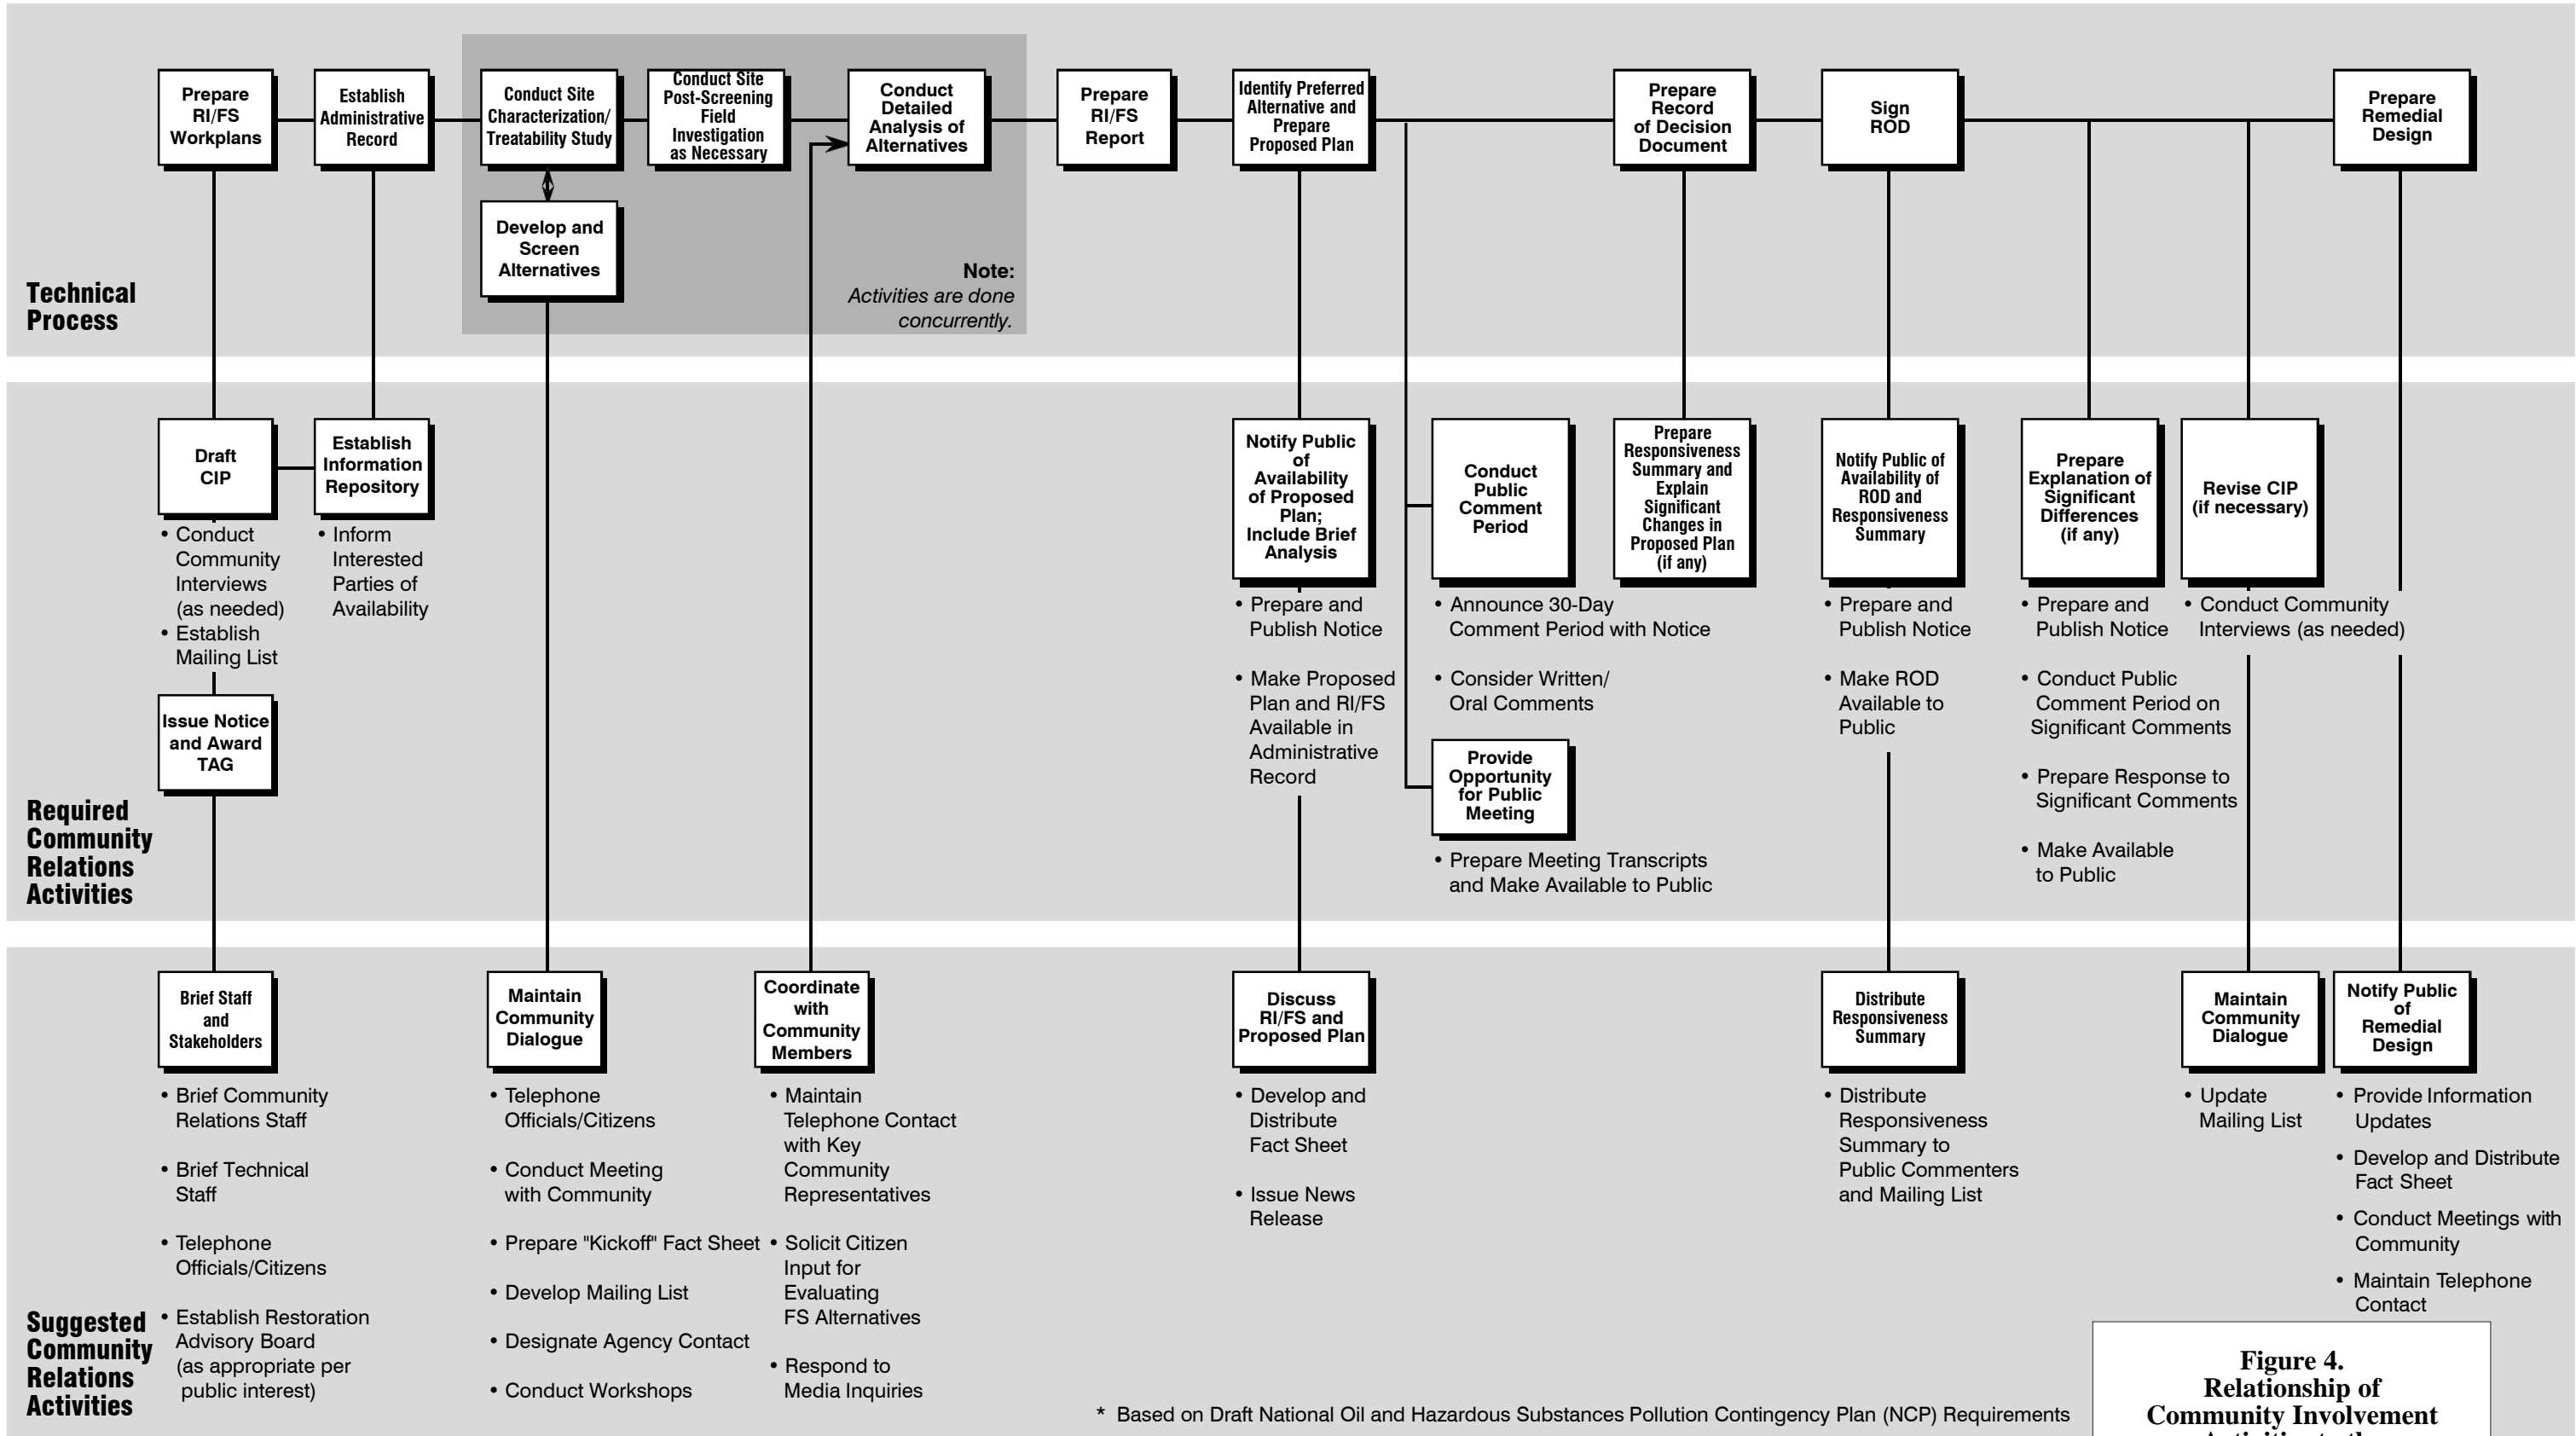 Prepare
RI/FS
Workplans
Establish
Administrative
Record
Conduct Site
Characterization/
Treatability Study
Conduct Site
Post-Screening
Field
Investigation
as Necessary
Conduct
Detailed
Analysis of
Alternatives
Prepare
RI/FS
Report
Identify Preferred
Alternative and
Prepare
Proposed Plan
Prepare
Record
of Decision
Document
Sign
ROD
Prepare
Remedial
Design
Develop and
Screen
Alternatives
Note:
Activities are done
concurrently.
Technical
Process
Draft
CIP
• Conduct
Community
Interviews
(as needed)
• Establish
Mailing List
Issue Notice
and Award
TAG
Establish
Information
Repository
• Inform
Interested
Parties of
Availability
Notify Public
of
Availability
of Proposed
Plan;
Include Brief
Analysis
• Prepare and
Publish Notice
• Make Proposed
Plan and RI/FS
Available in
Administrative
Record
Conduct
Public
Comment
Period
• Announce 30-Day
Comment Period with Notice
• Consider Written/
Oral Comments
Provide
Opportunity
for Public
Meeting
• Prepare Meeting Transcripts
and Make Available to Public
Prepare
Responsiveness
Summary and
Explain
Significant
Changes in
Proposed Plan
(if any)
Notify Public of
Availability of
ROD and
Responsiveness
Summary
• Prepare and
Publish Notice
• Make ROD
Available to
Public
Prepare
Explanation of
Significant
Differences
(if any)
• Prepare and
Publish Notice
• Conduct Public
Comment Period on
Significant Comments
• Prepare Response to
Significant Comments
• Make Available
to Public
Revise CIP
(if necessary)
• Conduct Community
Interviews (as needed)
Required
Community
Relations
Activities
Brief Staff
and
Stakeholders
• Brief Community
Relations Staff
• Brief Technical
Staff
• Telephone
Officials/Citizens
• Establish Restoration
Advisory Board
(as appropriate per
public interest)
Maintain
Community
Dialogue
• Telephone
Officials/Citizens
• Conduct Meeting
with Community
• Prepare "Kickoff" Fact Sheet
• Develop Mailing List
• Designate Agency Contact
• Conduct Workshops
Coordinate
with
Community
Members
• Maintain
Telephone Contact
with Key
Community
Representatives
• Solicit Citizen
Input for
Evaluating
FS Alternatives
• Respond to
Media Inquiries
Discuss
RI/FS and
Proposed Plan
• Develop and
Distribute
Fact Sheet
• Issue News
Release
Distribute
Responsiveness
Summary
• Distribute
Responsiveness
Summary to
Public Commenters
and Mailing List
Maintain
Community
Dialogue
• Update
Mailing List
Notify Public
of
Remedial
Design
• Provide Information
Updates
• Develop and Distribute
Fact Sheet
• Conduct Meetings with
Community
• Maintain Telephone
Contact
Suggested
Community
Relations
Activities
* Based on Draft National Oil and Hazardous Substances Pollution Contingency Plan (NCP) Requirements
Figure 4.
Relationship of
Community Involvement